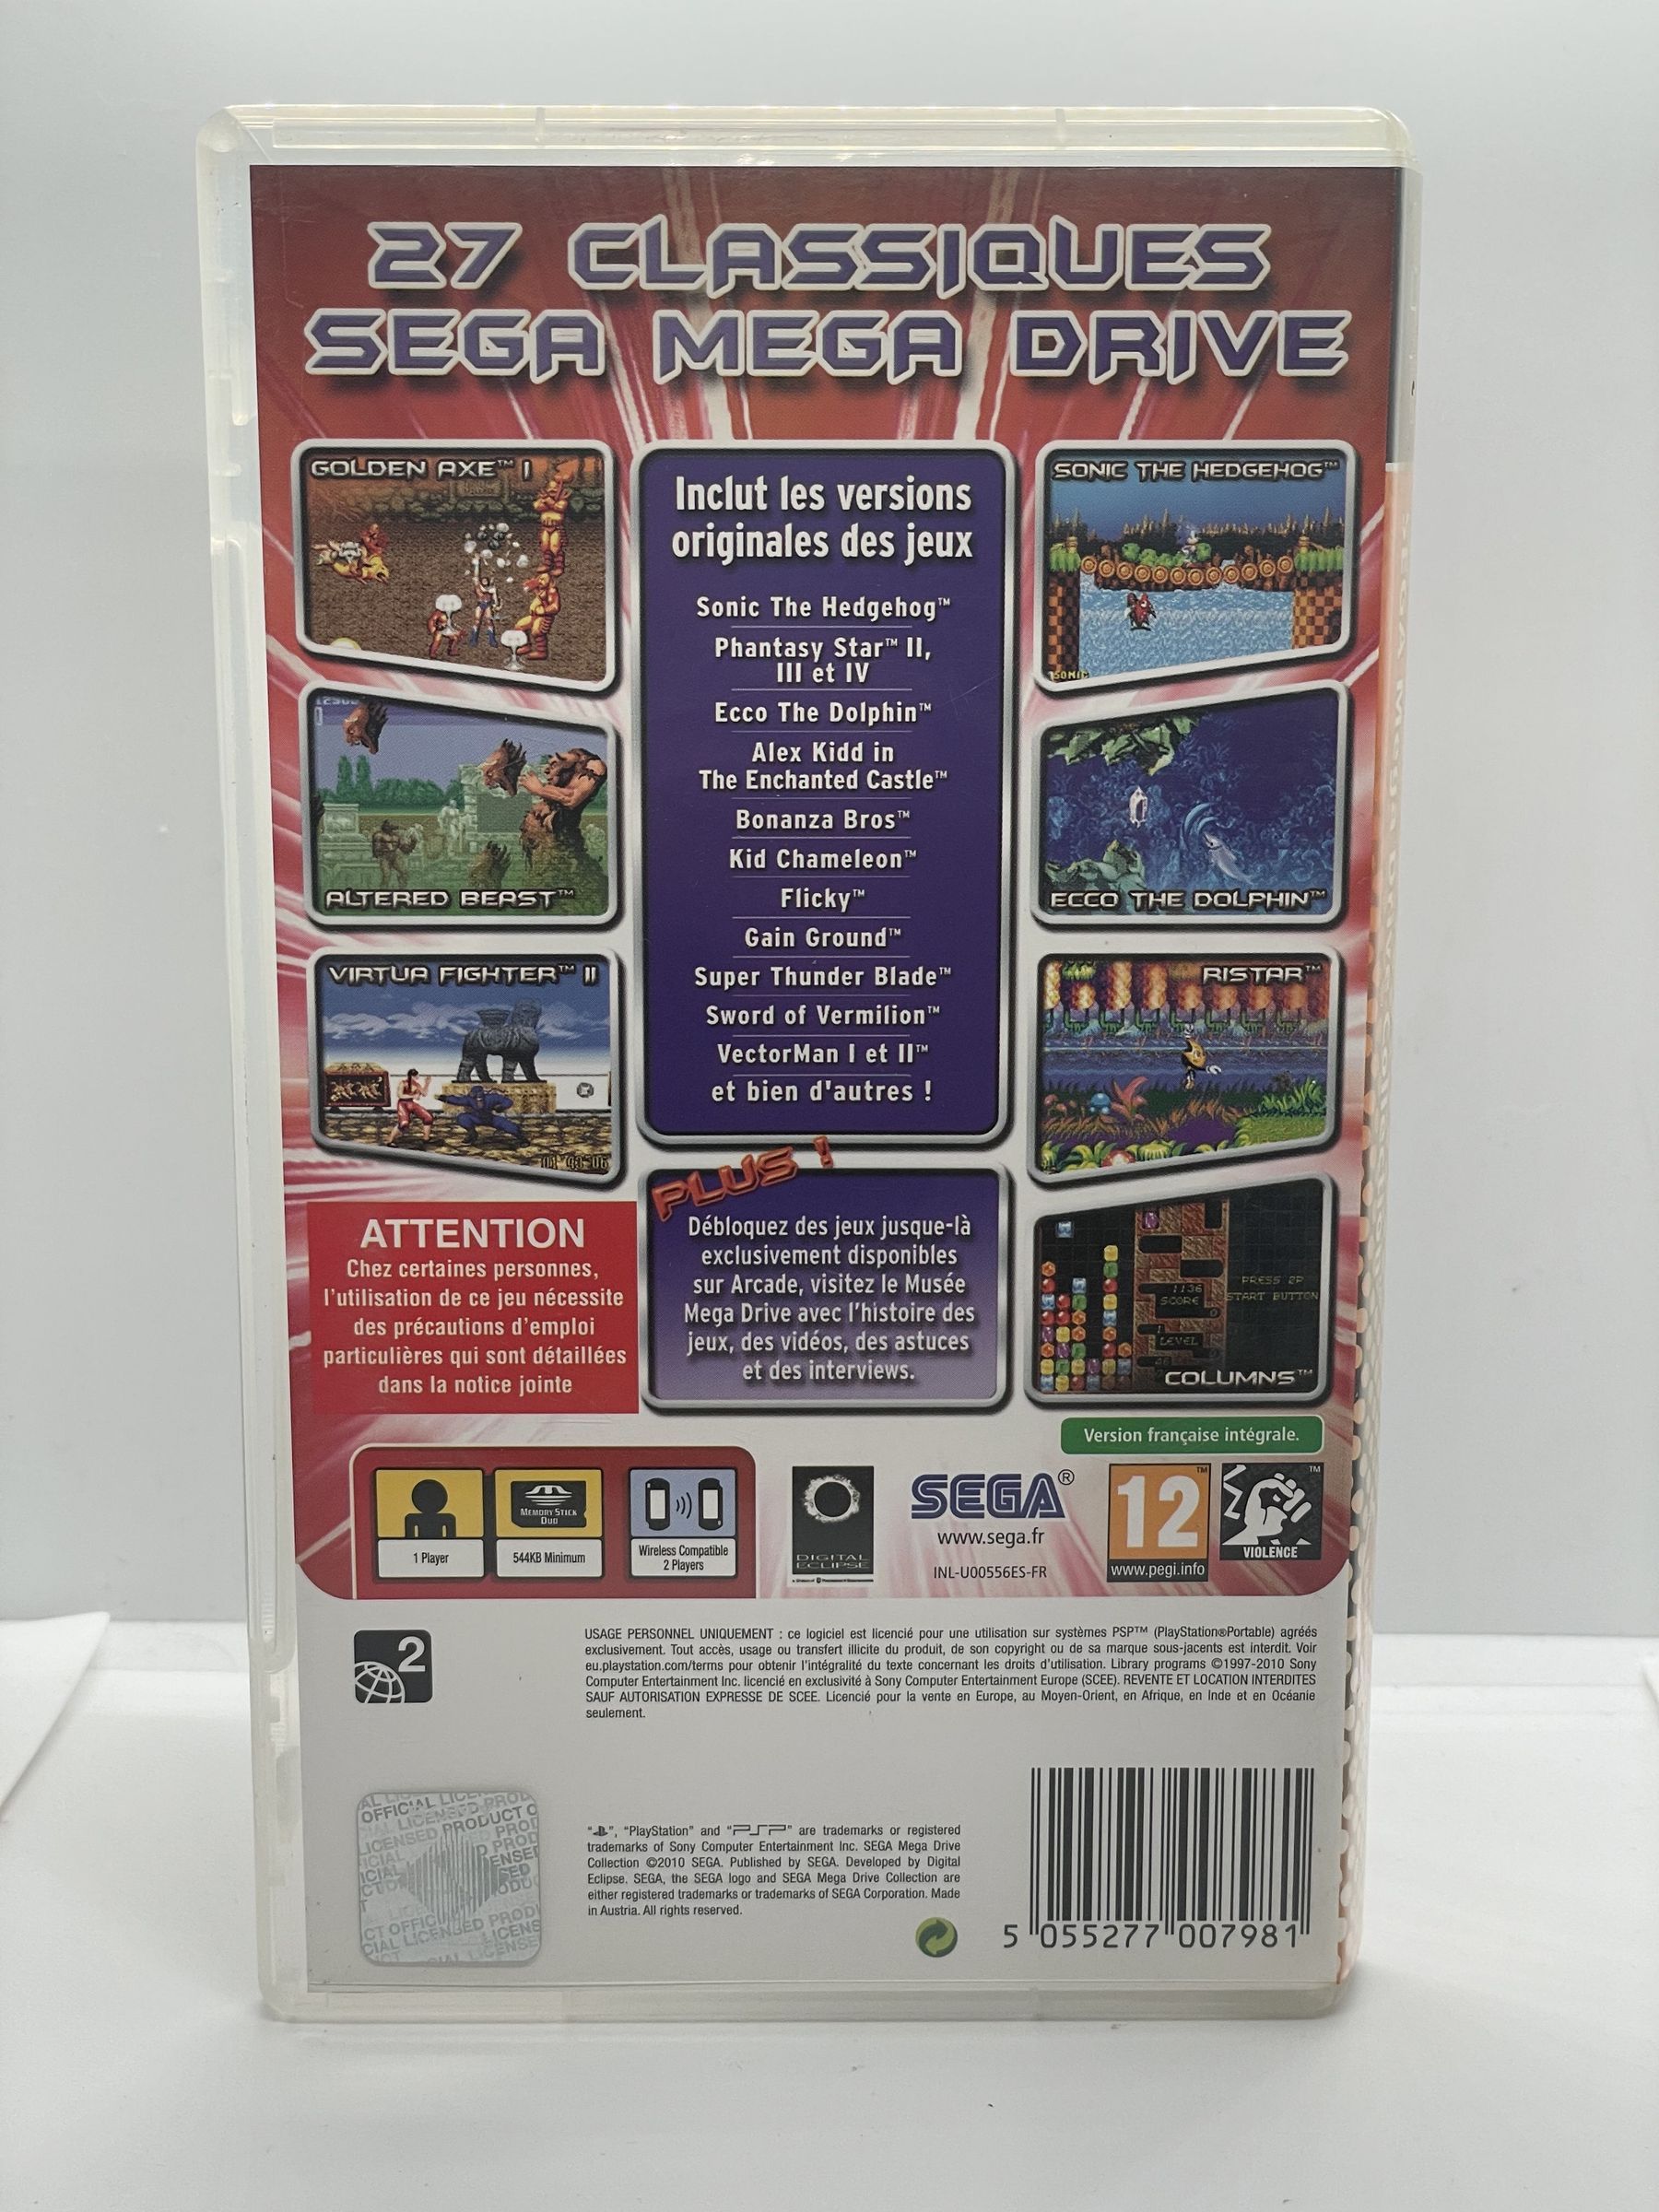 27 CLASSIQUES
SEGA MEGA DRIVE
GOLDEN AXE™ I
ALTERED BEAST™
VIRTUA FIGHTER™ II
Inclut les versions
originales des jeux
Sonic The Hedgehog™
Phantasy Star™ II,
III et IV
Ecco The Dolphin™
Alex Kidd in
The Enchanted Castle™
Bonanza Bros™
Kid Chameleon™
Flicky™
Gain Ground™
Super Thunder Blade™
Sword of Vermilion™
VectorMan I et II™
et bien d'autres !
SONIC THE HEDGEHOG™
SONIC
ECCO THE DOLPHIN™
RISTAR™
PRESS 2P
START BUTTON
1136
SCORE
LEVEL
COLUMNS™
PLUS !
Débloquez des jeux jusque-là
exclusivement disponibles
sur Arcade, visitez le Musée
Mega Drive avec l'histoire des
jeux, des vidéos, des astuces
et des interviews.
ATTENTION
Chez certaines personnes,
l'utilisation de ce jeu nécessite
des précautions d'emploi
particulières qui sont détaillées
dans la notice jointe
Version française intégrale.
1 Player
MEMORY STICK
DUO
544KB Minimum
Wireless Compatible
2 Players
DIGITAL
ECLIPSE
SEGA®
www.sega.fr
INL-U00556ES-FR
12™
www.pegi.info
™
VIOLENCE
2
USAGE PERSONNEL UNIQUEMENT : ce logiciel est licencié pour une utilisation sur systèmes PSP™ (PlayStation®Portable) agréés
exclusivement. Tout accès, usage ou transfert illicite du produit, de son copyright ou de sa marque sous-jacents est interdit. Voir
eu.playstation.com/terms pour obtenir l'intégralité du texte concernant les droits d'utilisation. Library programs ©1997-2010 Sony
Computer Entertainment Inc. licencié en exclusivité à Sony Computer Entertainment Europe (SCEE). REVENTE ET LOCATION INTERDITES
SAUF AUTORISATION EXPRESSE DE SCEE. Licencié pour la vente en Europe, au Moyen-Orient, en Afrique, en Inde et en Océanie
seulement.
OFFICIAL LICENSED PRODUCT
"PS", "PlayStation" and "PSP" are trademarks or registered
trademarks of Sony Computer Entertainment Inc. SEGA Mega Drive
Collection ©2010 SEGA. Published by SEGA. Developed by Digital
Eclipse. SEGA, the SEGA logo and SEGA Mega Drive Collection are
either registered trademarks or trademarks of SEGA Corporation. Made
in Austria. All rights reserved.
5 055277 007981